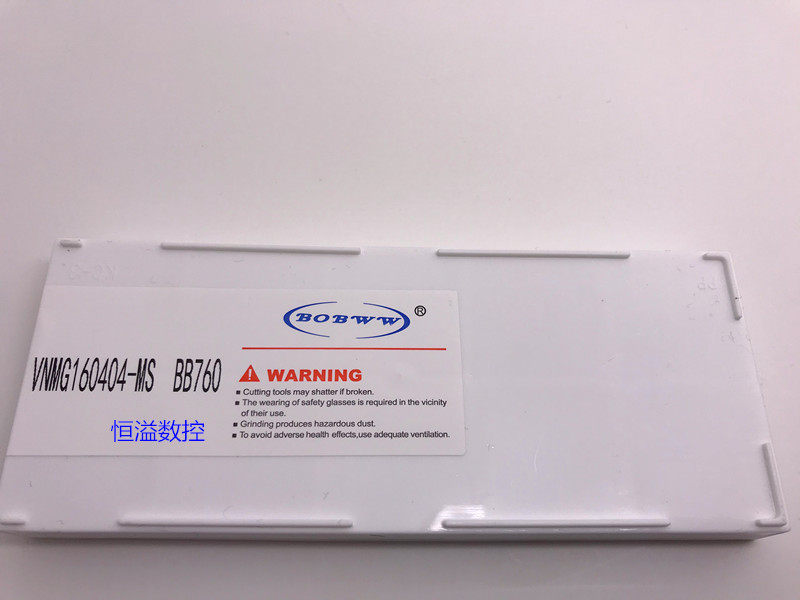 BOBWW®
VNMG160404-MS BB760
WARNING
Cutting tools may shatter if broken.
The wearing of safety glasses is required in the vicinity
of their use.
Grinding produces hazardous dust.
To avoid adverse health effects,use adequate ventilation.
恒溢数控